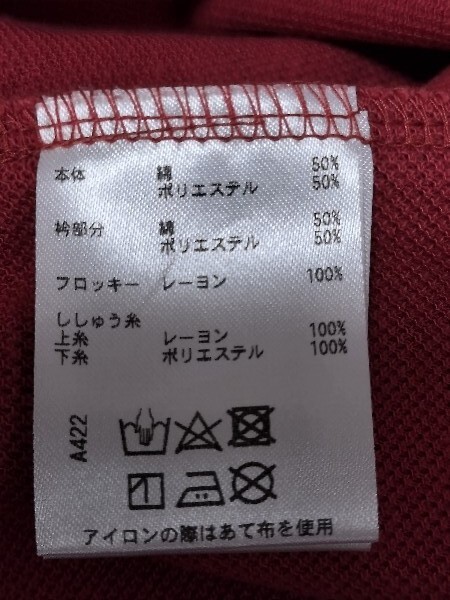 本体 綿 50%
ポリエステル 50%
衿部分 綿 50%
ポリエステル 50%
フロッキー レーヨン 100%
ししゅう糸
上糸 レーヨン 100%
下糸 ポリエステル 100%
A422
アイロンの際はあて布を使用